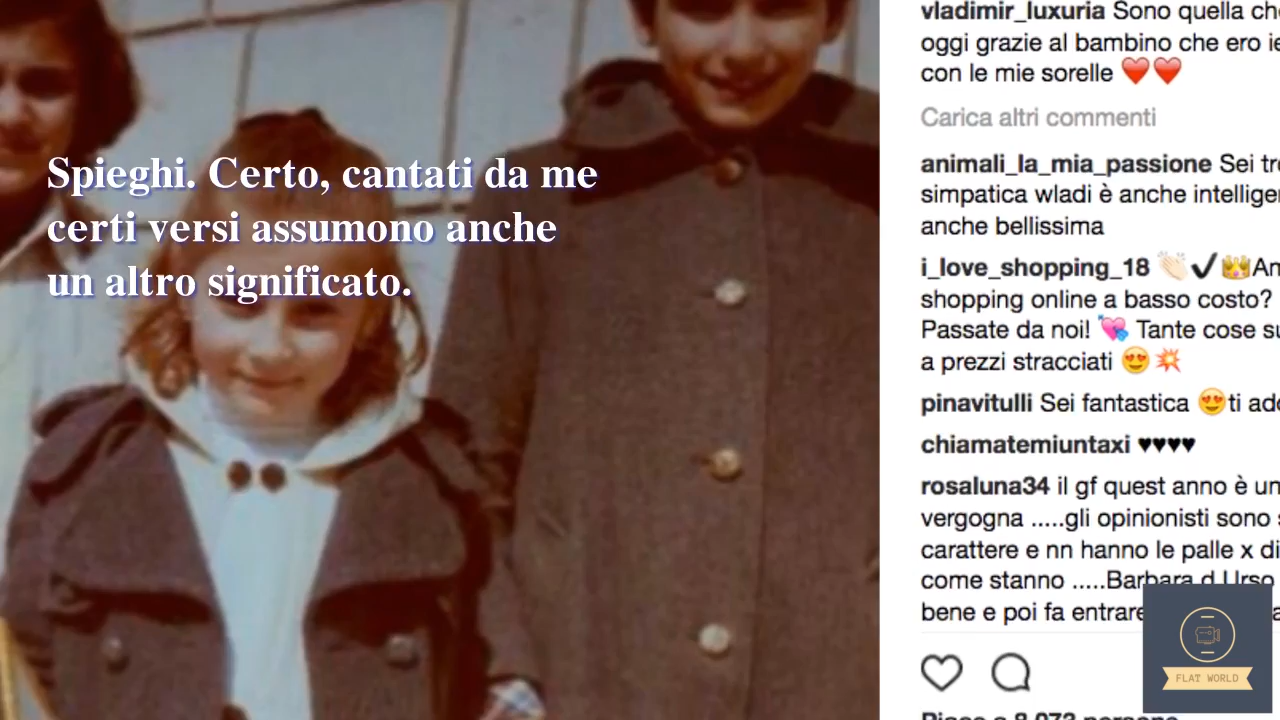 Spieghi. Certo, cantati da me
certi versi assumono anche
un altro significato.
vladimir_luxuria Sono quella
oggi grazie al bambino che ero
con le mie sorelle ❤️❤️
Carica altri commenti
animali_la_mia_passione Sei
simpatica wladi è anche
anche bellissima
i_love_shopping_18 👏🏻✔️👑
shopping online a basso costo?
Passate da noi! 💘 Tante cose
a prezzi stracciati 😍💥
pinavitulli Sei fantastica 😍ti
chiamatemiuntaxi ♥♥♥♥
rosaluna34 il gf quest anno è
vergogna .....gli opinionisti sono
carattere e nn hanno le palle x
come stanno .....Barbara d Urso
bene e poi fa
FLAT WORLD